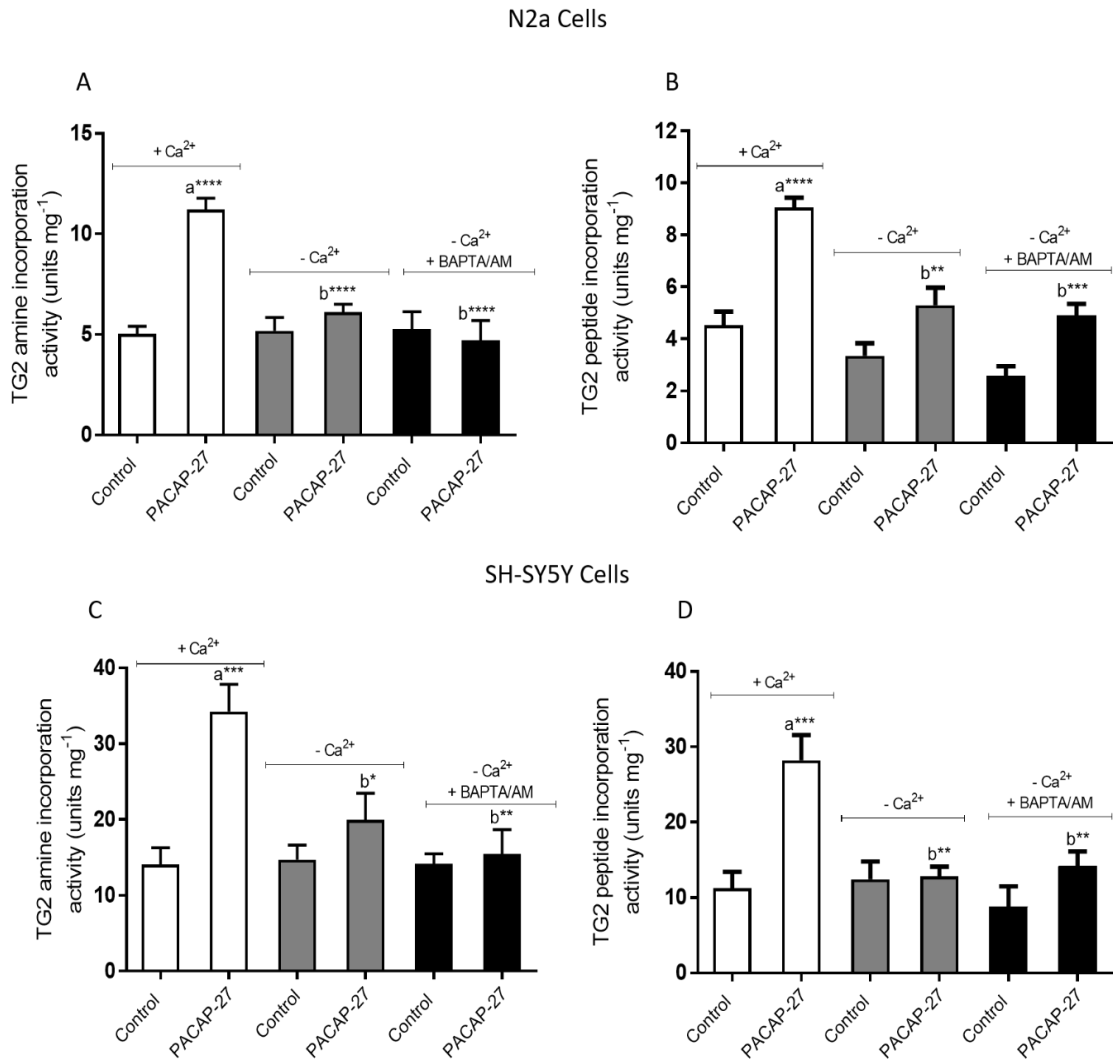 N2a Cells
A
TG2 amine incorporation
activity (units mg⁻¹)
15
10
5
0
+ Ca²⁺
a****
- Ca²⁺
b****
- Ca²⁺
+ BAPTA/AM
b****
Control
PACAP-27
Control
PACAP-27
Control
PACAP-27
B
TG2 peptide incorporation
activity (units mg⁻¹)
12
10
8
6
4
2
0
+ Ca²⁺
a****
- Ca²⁺
b**
- Ca²⁺
+ BAPTA/AM
b***
Control
PACAP-27
Control
PACAP-27
Control
PACAP-27
SH-SY5Y Cells
C
TG2 amine incorporation
activity (units mg⁻¹)
40
30
20
10
0
+ Ca²⁺
a***
- Ca²⁺
b*
- Ca²⁺
+ BAPTA/AM
b**
Control
PACAP-27
Control
PACAP-27
Control
PACAP-27
D
TG2 peptide incorporation
activity (units mg⁻¹)
40
30
20
10
0
+ Ca²⁺
a***
- Ca²⁺
b**
- Ca²⁺
+ BAPTA/AM
b**
Control
PACAP-27
Control
PACAP-27
Control
PACAP-27